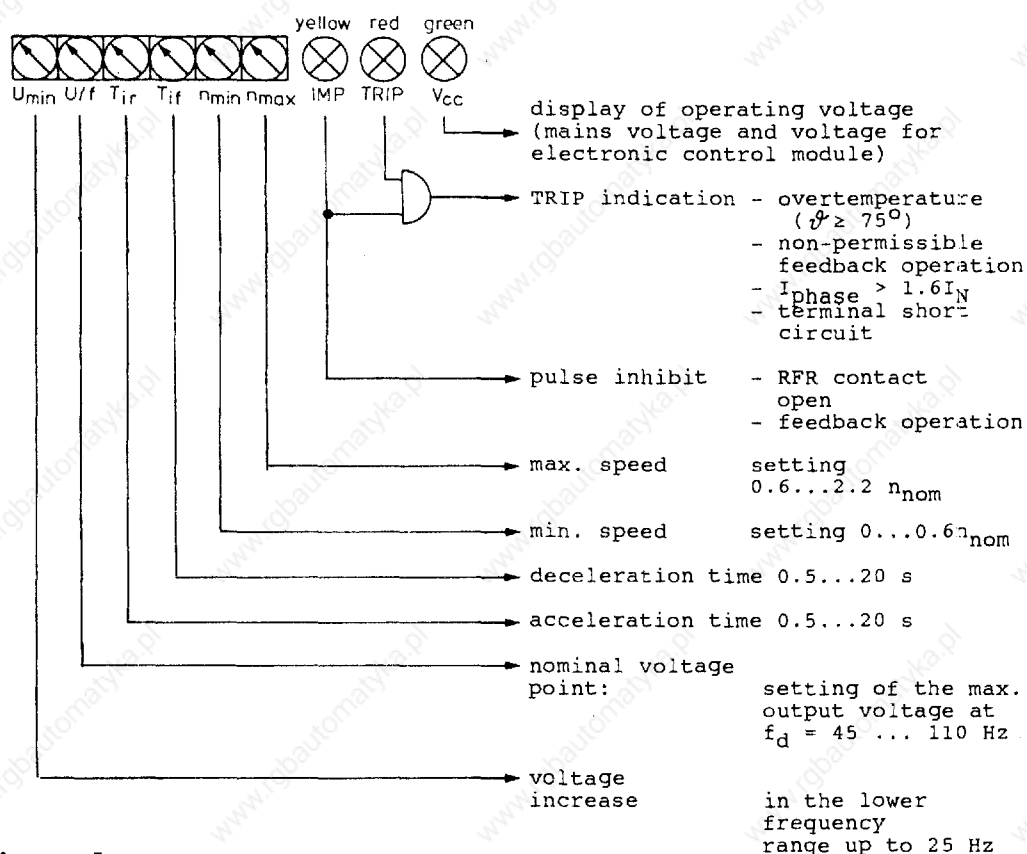 yellow red green
Umin U/f Tir Tif nmin nmax IMP TRIP Vcc
display of operating voltage
(mains voltage and voltage for
electronic control module)
TRIP indication - overtemperature
(ϑ ≥ 75°)
- non-permissible
feedback operation
- Iphase > 1.6IN
- terminal short
circuit
pulse inhibit - RFR contact
open
- feedback operation
max. speed setting
0.6...2.2 nnom
min. speed setting 0...0.6nnom
deceleration time 0.5...20 s
acceleration time 0.5...20 s
nominal voltage
point: setting of the max.
output voltage at
fd = 45 ... 110 Hz
voltage
increase in the lower
frequency
range up to 25 Hz
www.rgbautomatyka.pl